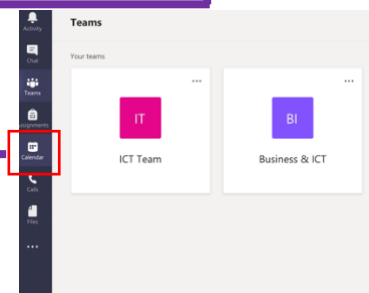 Activity
Teams
Chat
Your teams
Teams
...
...
IT
BI
Assignments
ICT Team
Business & ICT
Calendar
Calls
Files
...